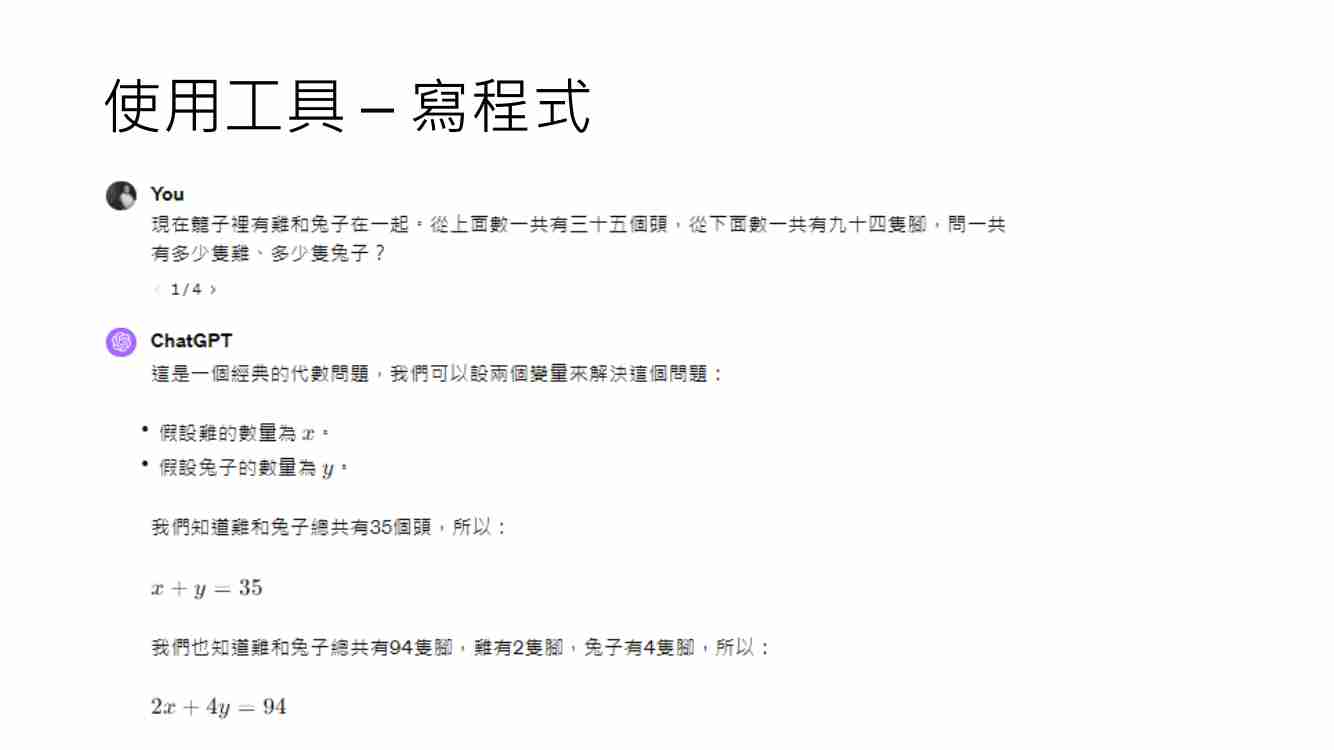 使用工具 – 寫程式
You
現在籠子裡有雞和兔子在一起。從上面數一共有三十五個頭，從下面數一共有九十四隻腳，問一共
有多少隻雞、多少隻兔子？
‹ 1/4 ›
ChatGPT
這是一個經典的代數問題，我們可以設兩個變量來解決這個問題：
• 假設雞的數量為 x。
• 假設兔子的數量為 y。
我們知道雞和兔子總共有35個頭，所以：
x + y = 35
我們也知道雞和兔子總共有94隻腳，雞有2隻腳，兔子有4隻腳，所以：
2x + 4y = 94